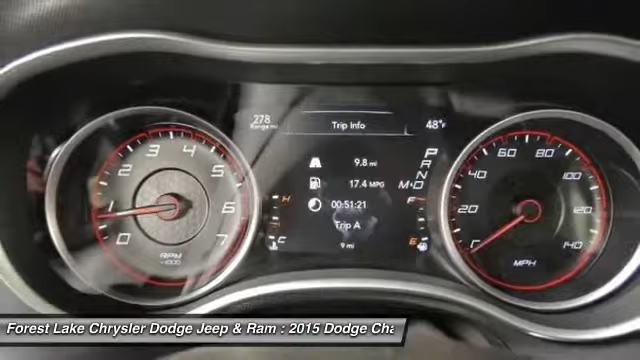 278
Range mi
Trip Info
48°F
9.8 mi
17.4 MPG
00:51:21
Trip A
9 mi
P
R
N
M•D
H
C
F
E
0 1 2 3 4 5 6 7
RPM
×1000
0 20 40 60 80 100 120 140
MPH
Forest Lake Chrysler Dodge Jeep & Ram : 2015 Dodge Cha